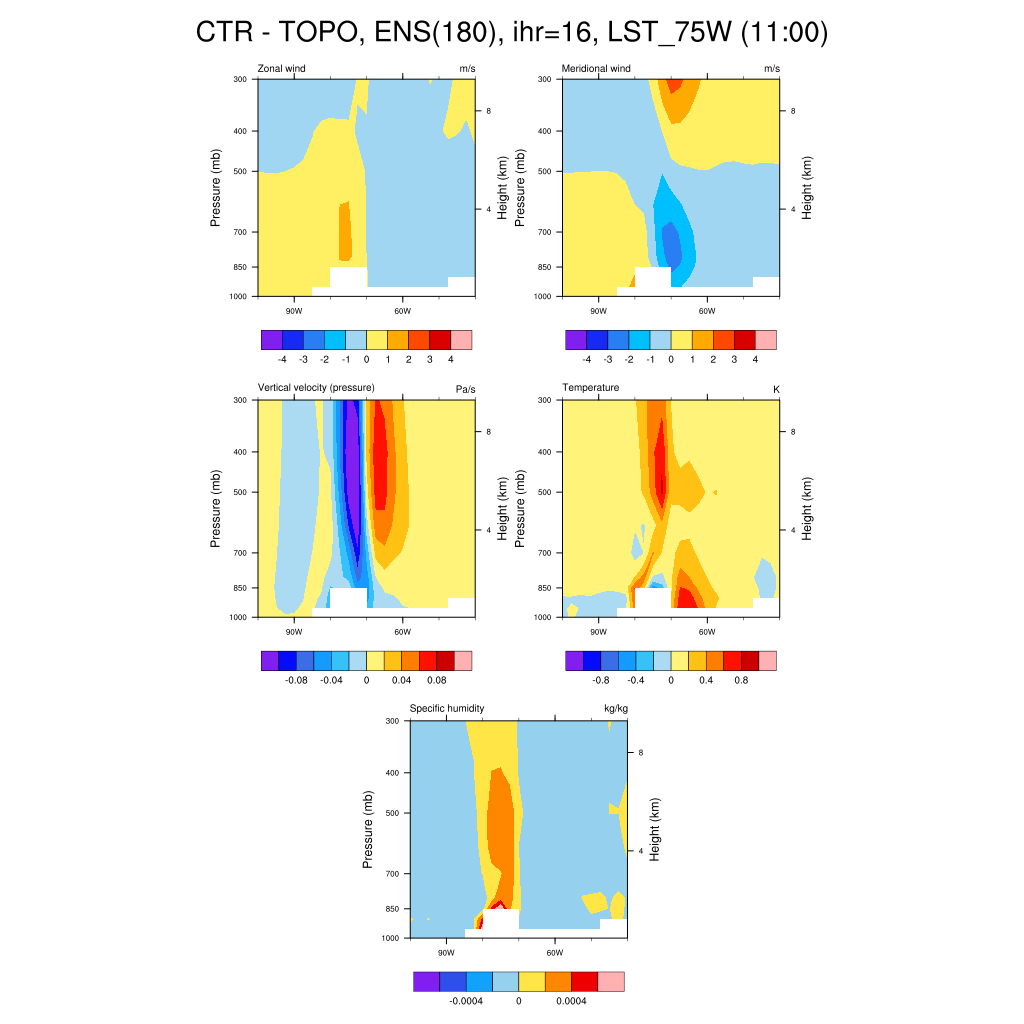 CTR - TOPO, ENS(180), ihr=16, LST_75W (11:00)
Zonal wind m/s
300
400
500
700
850
1000
Pressure (mb)
8
4
Height (km)
90W 60W
-4 -3 -2 -1 0 1 2 3 4
Meridional wind m/s
300
400
500
700
850
1000
Pressure (mb)
8
4
Height (km)
90W 60W
-4 -3 -2 -1 0 1 2 3 4
Vertical velocity (pressure) Pa/s
300
400
500
700
850
1000
Pressure (mb)
8
4
Height (km)
90W 60W
-0.08 -0.04 0 0.04 0.08
Temperature K
300
400
500
700
850
1000
Pressure (mb)
8
4
Height (km)
90W 60W
-0.8 -0.4 0 0.4 0.8
Specific humidity kg/kg
300
400
500
700
850
1000
Pressure (mb)
8
4
Height (km)
90W 60W
-0.0004 0 0.0004